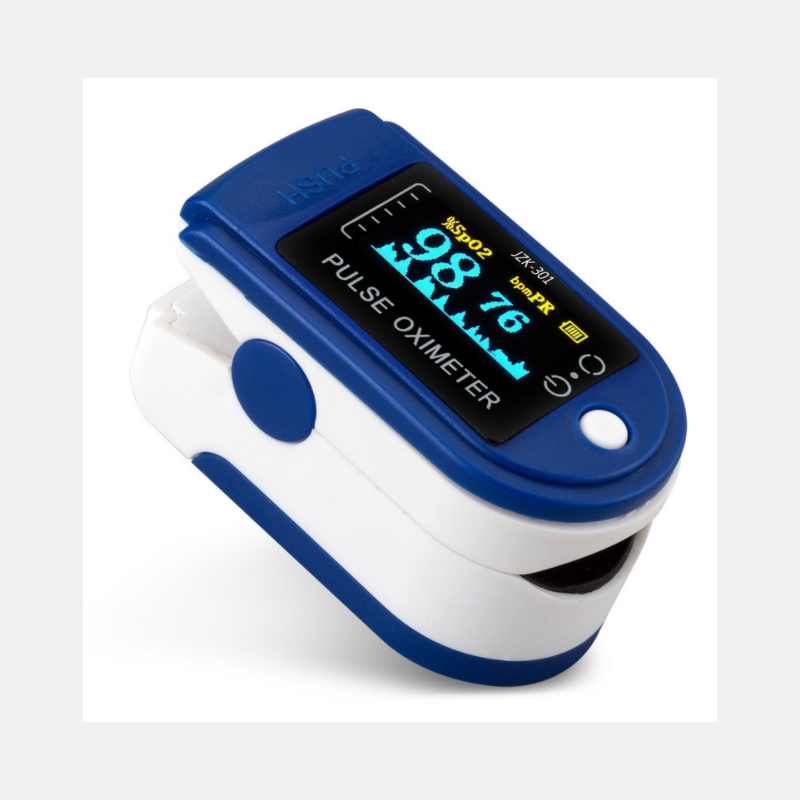 PUSH
%SpO2
98
JZK-301
bpmPR
76
PULSE OXIMETER